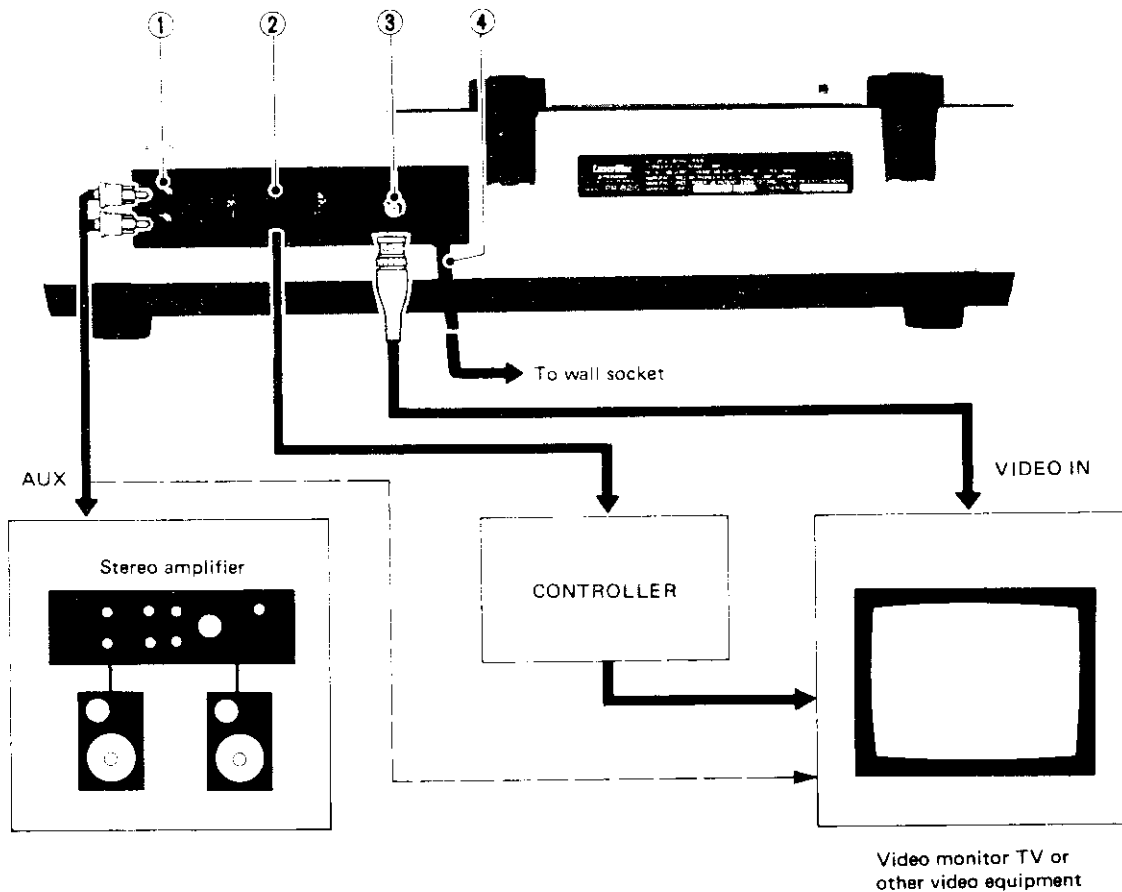 ① ② ③ ④
LaserDisc
To wall socket
AUX
VIDEO IN
Stereo amplifier
CONTROLLER
Video monitor TV or
other video equipment